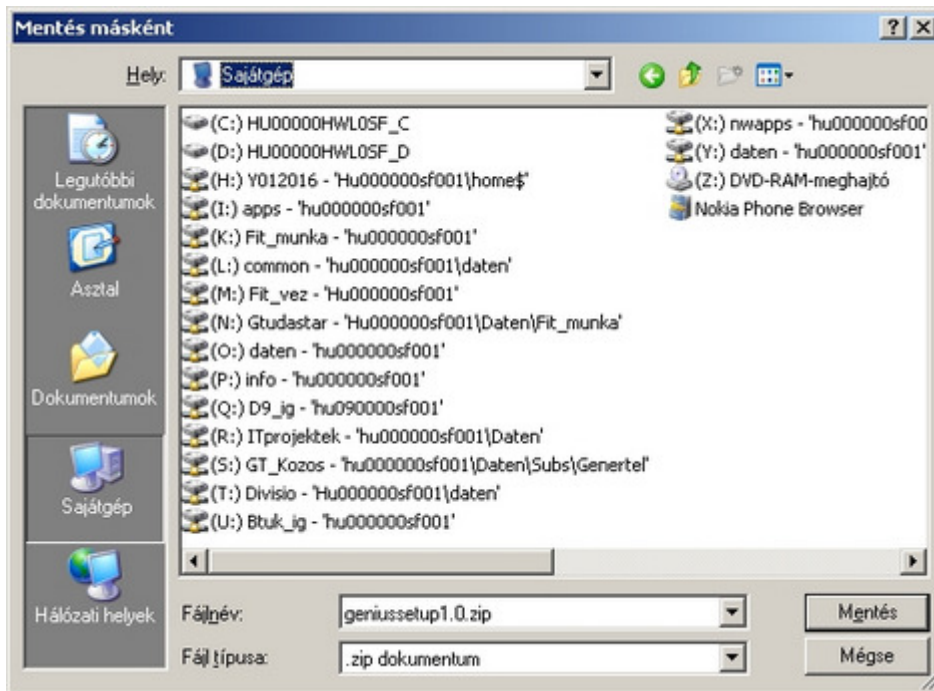 Mentés másként
Hely:
Sajátgép
Legutóbbi
dokumentumok
Asztal
Dokumentumok
Sajátgép
Hálózati helyek
(C:) HU00000HWL0SF_C
(D:) HU00000HWL0SF_D
(H:) Y012016 - 'Hu000000sf001\home$'
(I:) apps - 'hu000000sf001'
(K:) Fit_munka - 'hu000000sf001'
(L:) common - 'hu000000sf001\daten'
(M:) Fit_vez - 'Hu000000sf001'
(N:) Gtudastar - 'Hu000000sf001\Daten\Fit_munka'
(O:) daten - 'hu000000sf001'
(P:) info - 'hu000000sf001'
(Q:) D9_ig - 'hu090000sf001'
(R:) ITprojektek - 'hu000000sf001\Daten'
(S:) GT_Kozos - 'hu000000sf001\Daten\Subs\Genertel'
(T:) Divisio - 'Hu000000sf001\daten'
(U:) Btuk_ig - 'hu000000sf001'
(X:) nwapps - 'hu000000sf00
(Y:) daten - 'hu000000sf001'
(Z:) DVD-RAM-meghajtó
Nokia Phone Browser
Fájlnév:
geniussetup1.0.zip
Mentés
Fájl típusa:
.zip dokumentum
Mégse